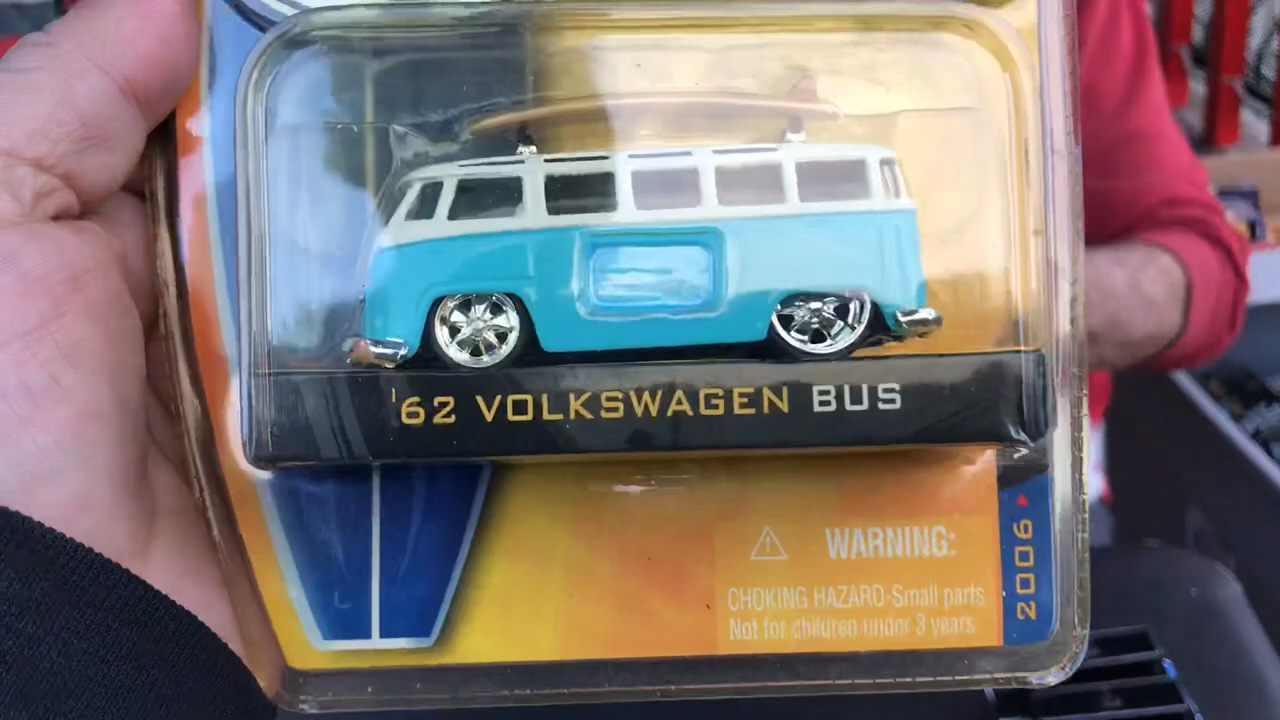 '62 VOLKSWAGEN BUS
WARNING:
CHOKING HAZARD-Small parts
Not for children under 3 years.
2006